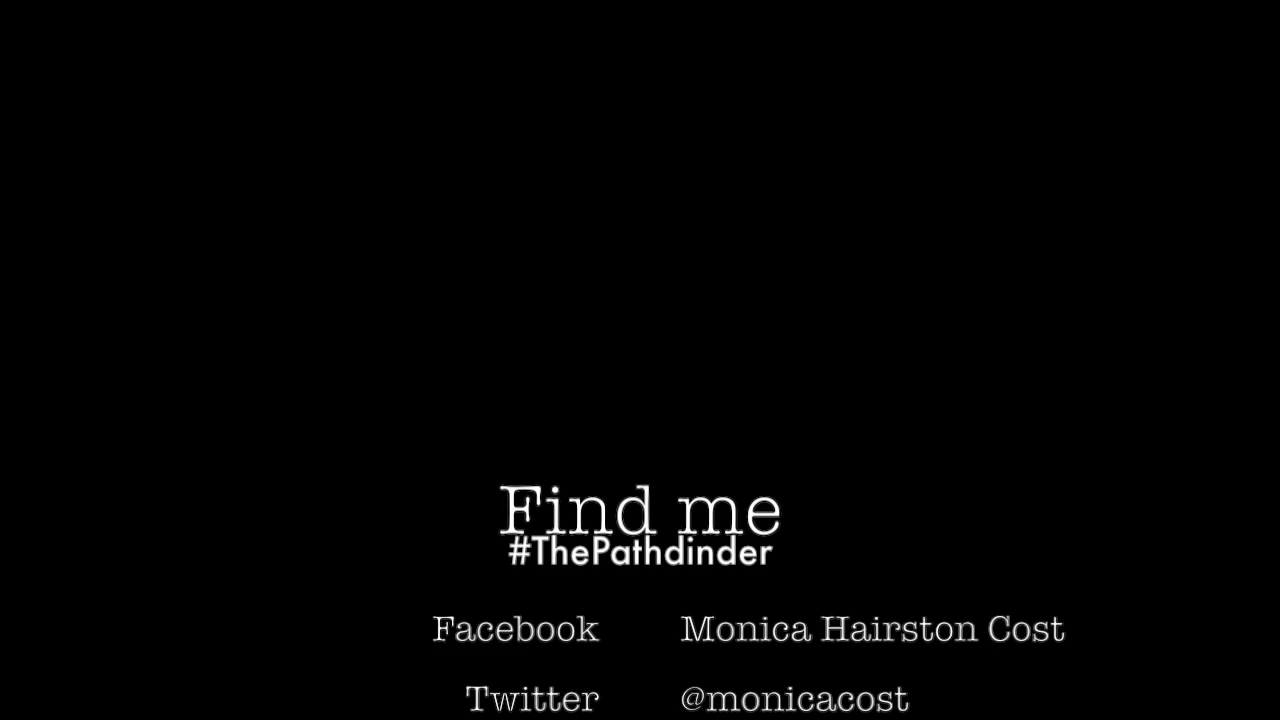 Find me
#ThePathdinder
Facebook Monica Hairston Cost
Twitter @monicacost